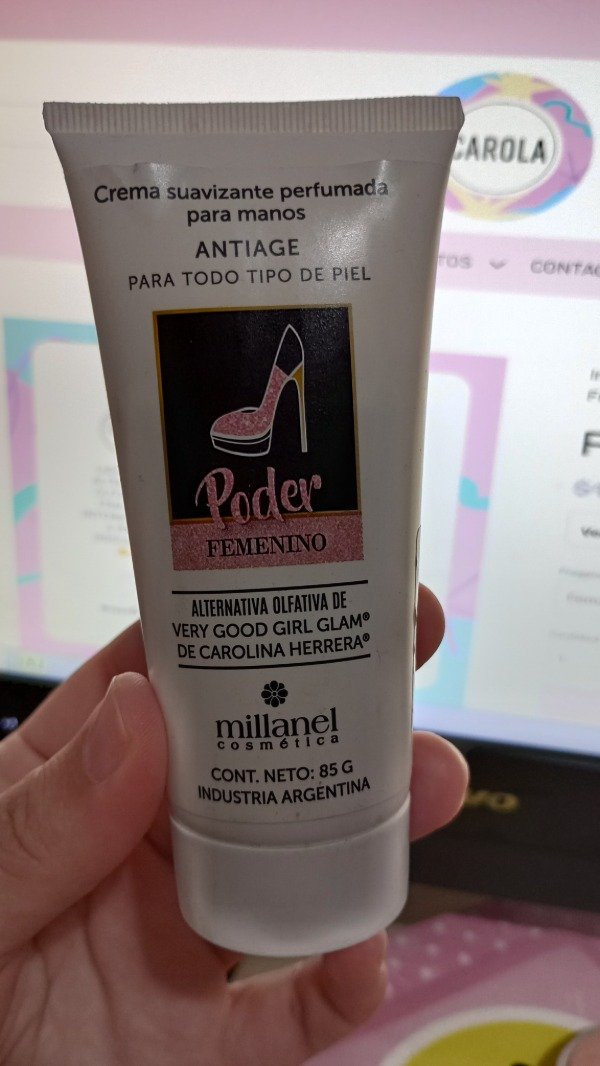 Crema suavizante perfumada
para manos
ANTIAGE
PARA TODO TIPO DE PIEL
Poder
FEMENINO
ALTERNATIVA OLFATIVA DE
VERY GOOD GIRL GLAM®
DE CAROLINA HERRERA®
millanel
cosmética
CONT. NETO: 85 G
INDUSTRIA ARGENTINA
CAROLA